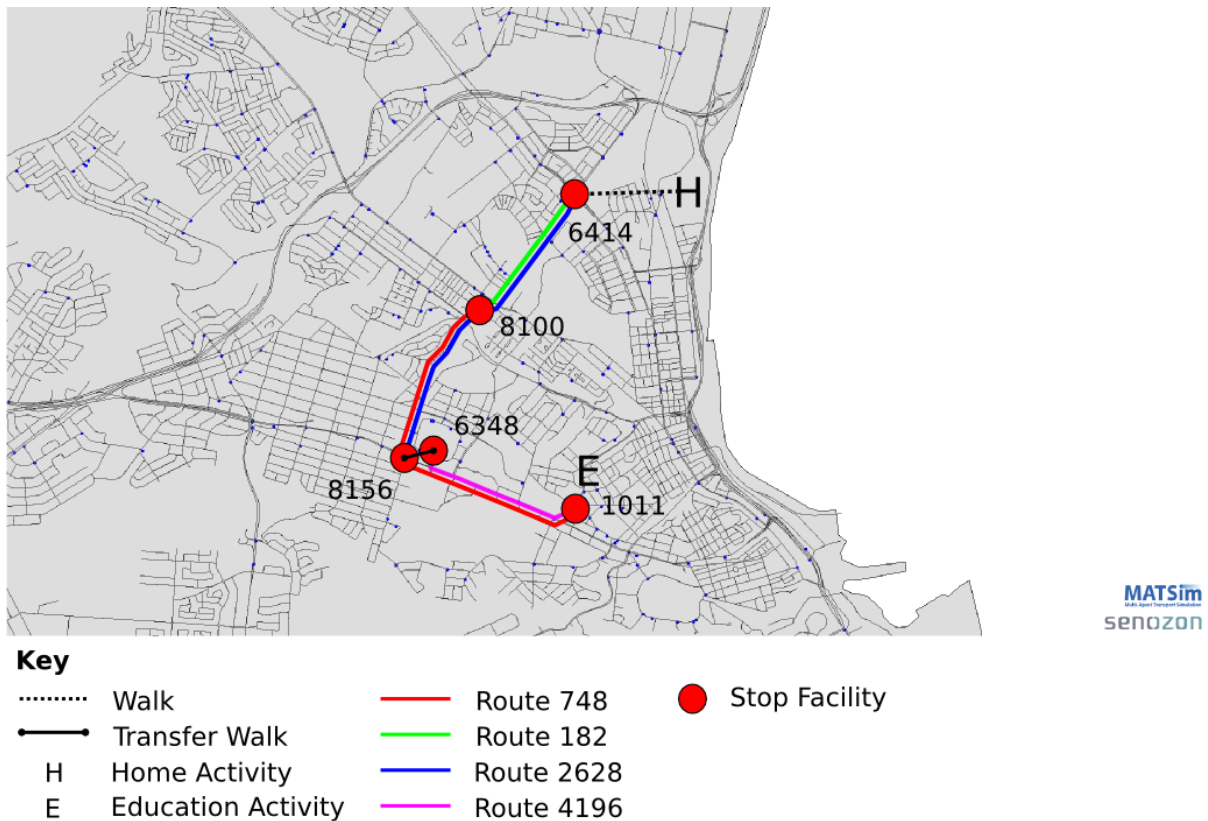 H
6414
8100
6348
8156
E
1011
MATSim
Multi-Agent Transport Simulation
senozon
Key
Walk
Transfer Walk
H Home Activity
E Education Activity
Route 748
Route 182
Route 2628
Route 4196
Stop Facility